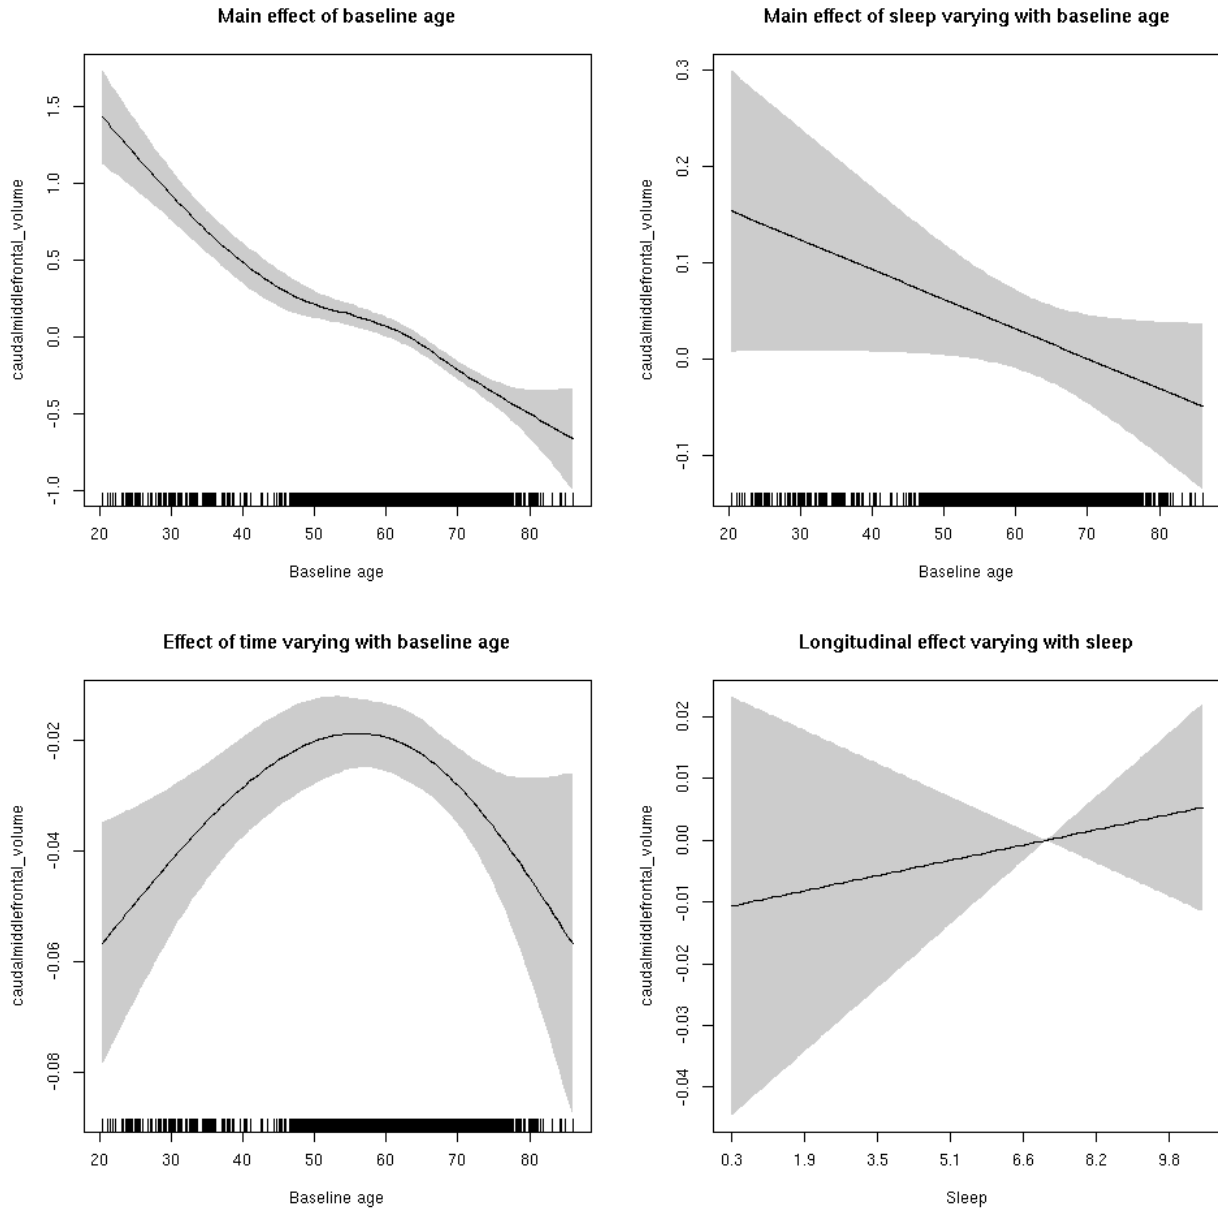 Main effect of baseline age
caudalmiddlefrontal_volume
1.5
1.0
0.5
0.0
-0.5
-1.0
20 30 40 50 60 70 80
Baseline age
Main effect of sleep varying with baseline age
caudalmiddlefrontal_volume
0.3
0.2
0.1
0.0
-0.1
20 30 40 50 60 70 80
Baseline age
Effect of time varying with baseline age
caudalmiddlefrontal_volume
-0.02
-0.04
-0.06
-0.08
20 30 40 50 60 70 80
Baseline age
Longitudinal effect varying with sleep
caudalmiddlefrontal_volume
0.02
0.01
0.00
-0.01
-0.02
-0.03
-0.04
0.3 1.9 3.5 5.1 6.6 8.2 9.8
Sleep